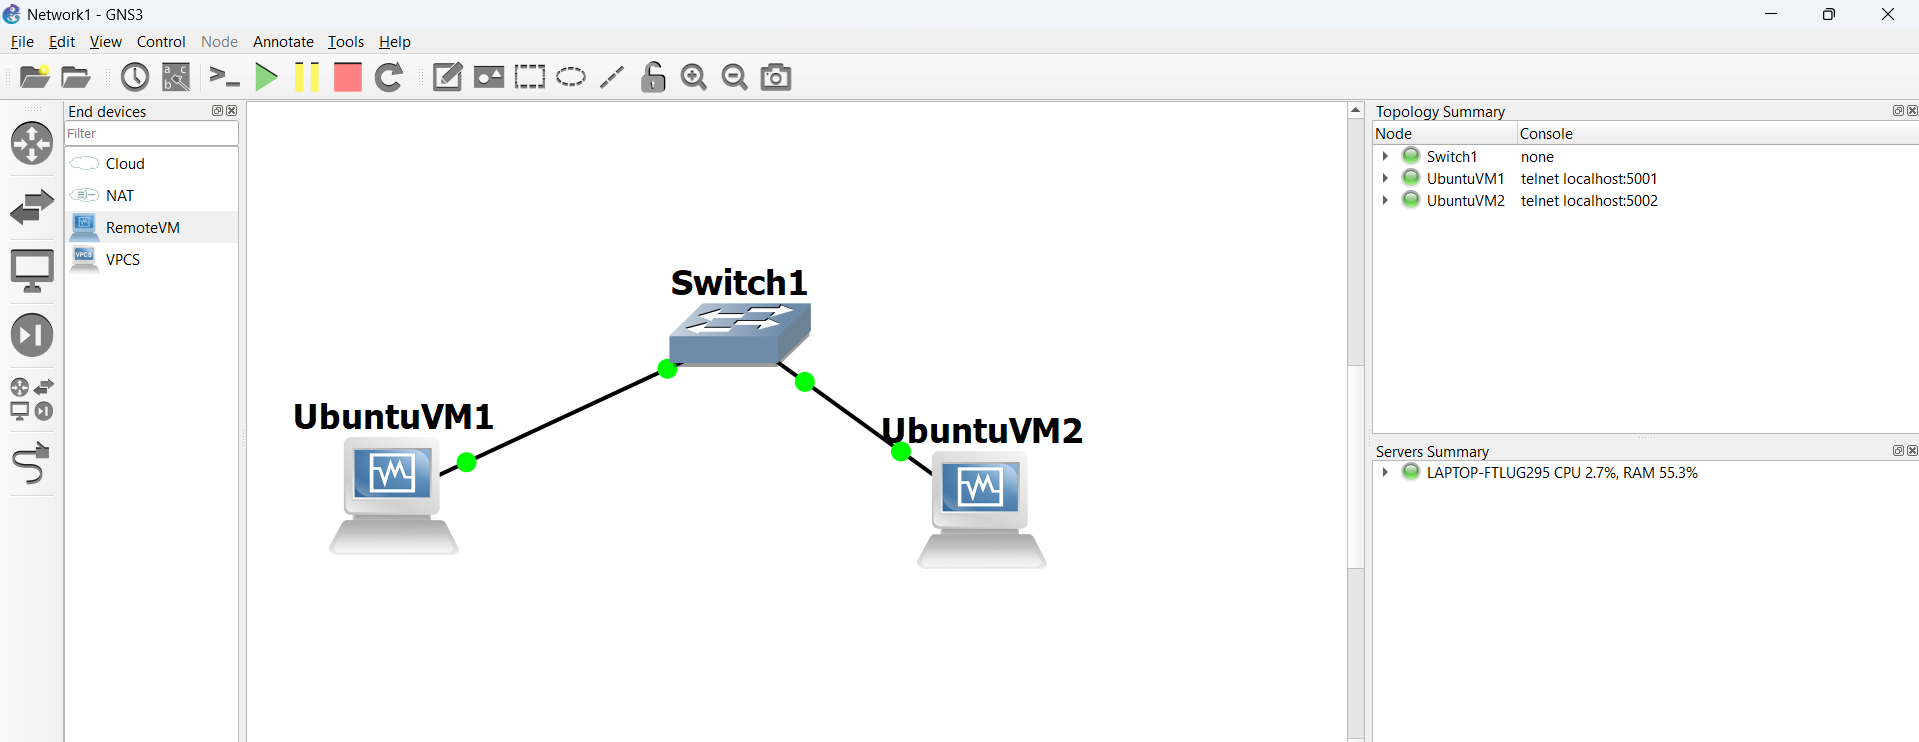 Network1 - GNS3
File Edit View Control Node Annotate Tools Help
End devices
Filter
Cloud
NAT
RemoteVM
VPCS
VPCS
Switch1
UbuntuVM1
UbuntuVM2
Topology Summary
Node Console
Switch1 none
UbuntuVM1 telnet localhost:5001
UbuntuVM2 telnet localhost:5002
Servers Summary
LAPTOP-FTLUG295 CPU 2.7%, RAM 55.3%